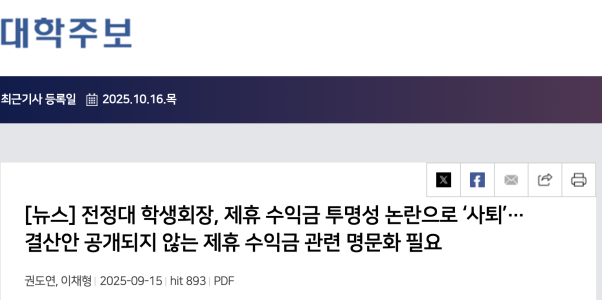 대학주보
최근기사 등록일 2025.10.16.목
[뉴스] 전정대 학생회장, 제휴 수익금 투명성 논란으로 ‘사퇴’…
결산안 공개되지 않는 제휴 수익금 관련 명문화 필요
권도연, 이채형 | 2025-09-15 | hit 893 | PDF